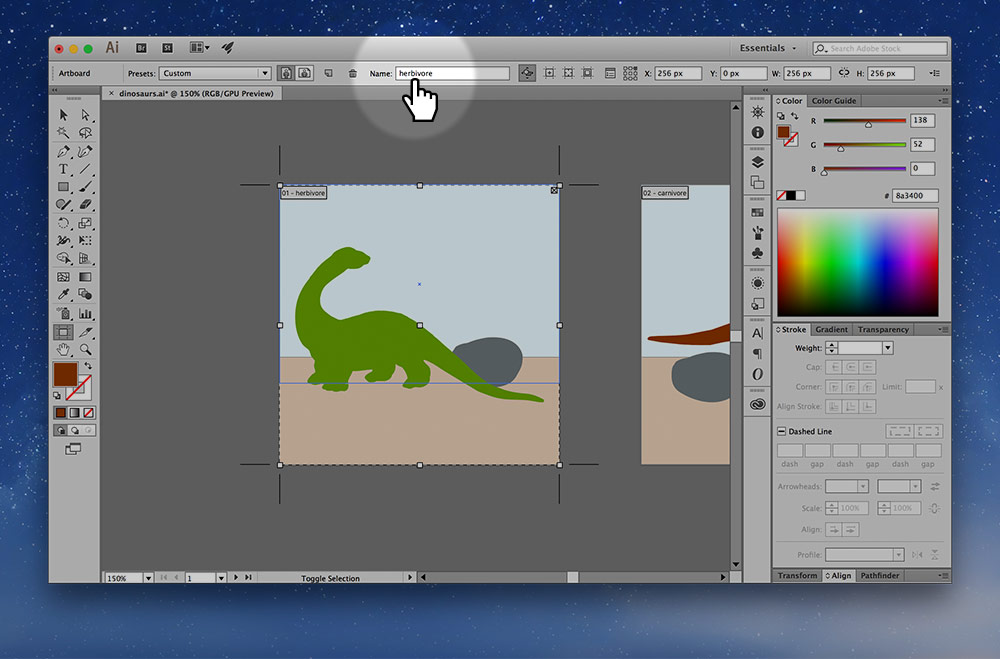 Ai Br St Essentials Search Adobe Stock
Artboard Presets: Custom Name: herbivore X: 256 px Y: 0 px W: 256 px H: 256 px
× dinosaurs.ai* @ 150% (RGB/GPU Preview)
Color Color Guide
R 138
G 52
B 0
# 8a3400
01 - herbivore
02 - carnivore
Stroke Gradient Transparency
Weight:
Cap:
Corner: Limit: x
Align Stroke:
Dashed Line
dash gap dash gap dash gap
Arrowheads:
Scale: 100% 100%
Align:
Profile:
150% 1 Toggle Selection
Transform Align Pathfinder